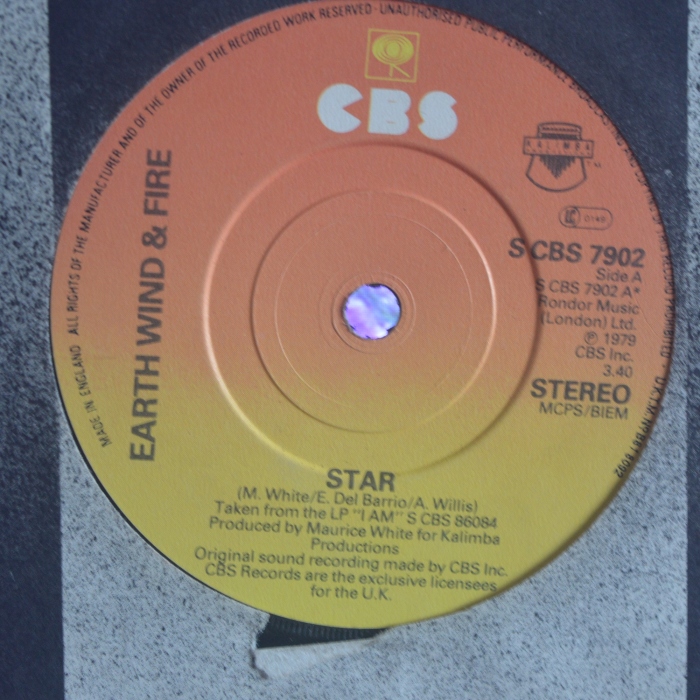 MADE IN ENGLAND ALL RIGHTS OF THE MANUFACTURER AND OF THE OWNER OF THE RECORDED WORK RESERVED · UNAUTHORISED PUBLIC PERFORMANCE
CBS
KALIMBA
EARTH WIND & FIRE
S CBS 7902
Side A
S CBS 7902 A*
Rondor Music
(London) Ltd.
℗ 1979
CBS Inc.
3.40
STEREO
MCPS/BIEM
STAR
(M. White/E. Del Barrio/A. Willis)
Taken from the LP "I AM" S CBS 86084
Produced by Maurice White for Kalimba
Productions
Original sound recording made by CBS Inc.
CBS Records are the exclusive licensees
for the U.K.